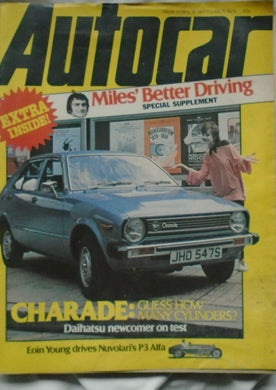 Autocar
EXTRA
INSIDE!
Miles' Better Driving
SPECIAL SUPPLEMENT
Charade
JHO 547S
CHARADE: GUESS HOW
MANY CYLINDERS?
Daihatsu newcomer on test
Eoin Young drives Nuvolari's P3 Alfa